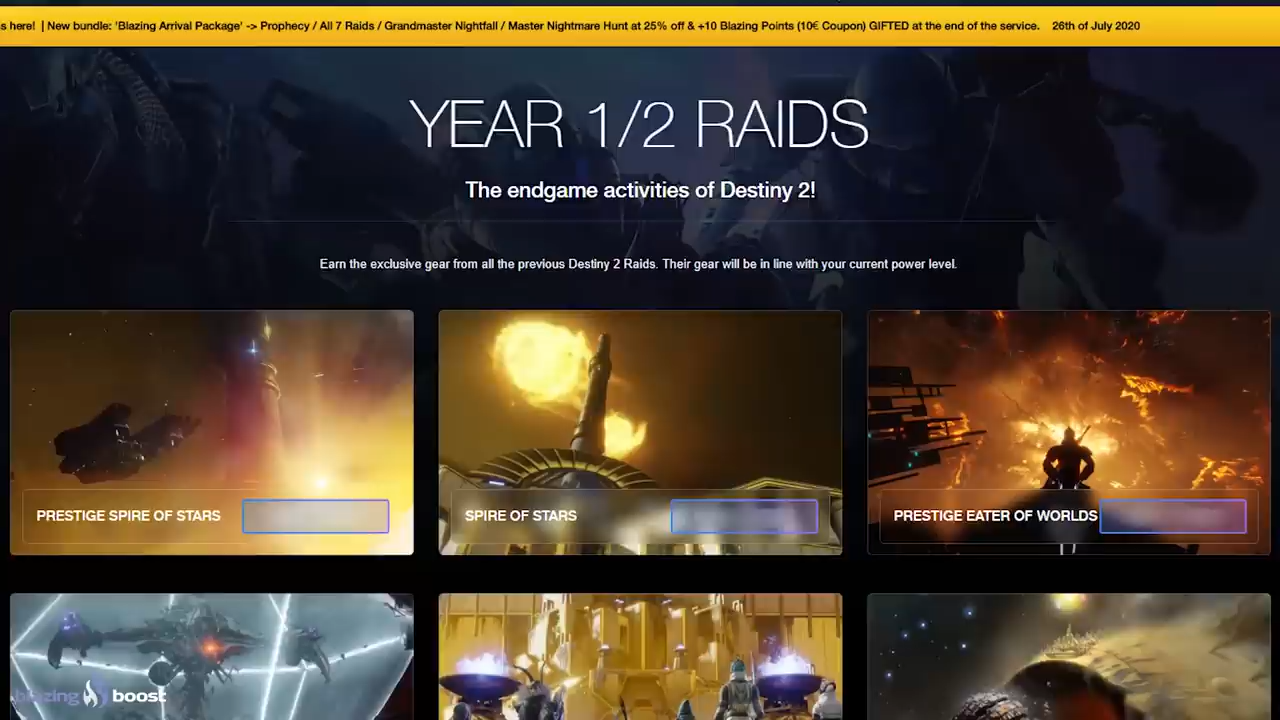 s here! | New bundle: 'Blazing Arrival Package' -> Prophecy / All 7 Raids / Grandmaster Nightfall / Master Nightmare Hunt at 25% off & +10 Blazing Points (10€ Coupon) GIFTED at the end of the service. 26th of July 2020
YEAR 1/2 RAIDS
The endgame activities of Destiny 2!
Earn the exclusive gear from all the previous Destiny 2 Raids. Their gear will be in line with your current power level.
PRESTIGE SPIRE OF STARS
SPIRE OF STARS
PRESTIGE EATER OF WORLDS
blazing boost